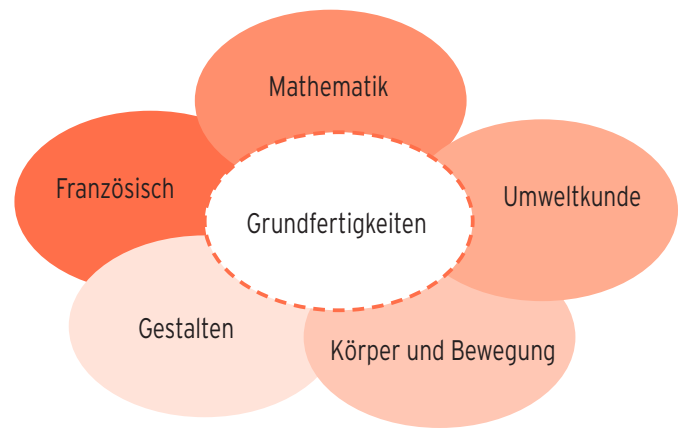 Mathematik
Französisch
Umweltkunde
Grundfertigkeiten
Gestalten
Körper und Bewegung